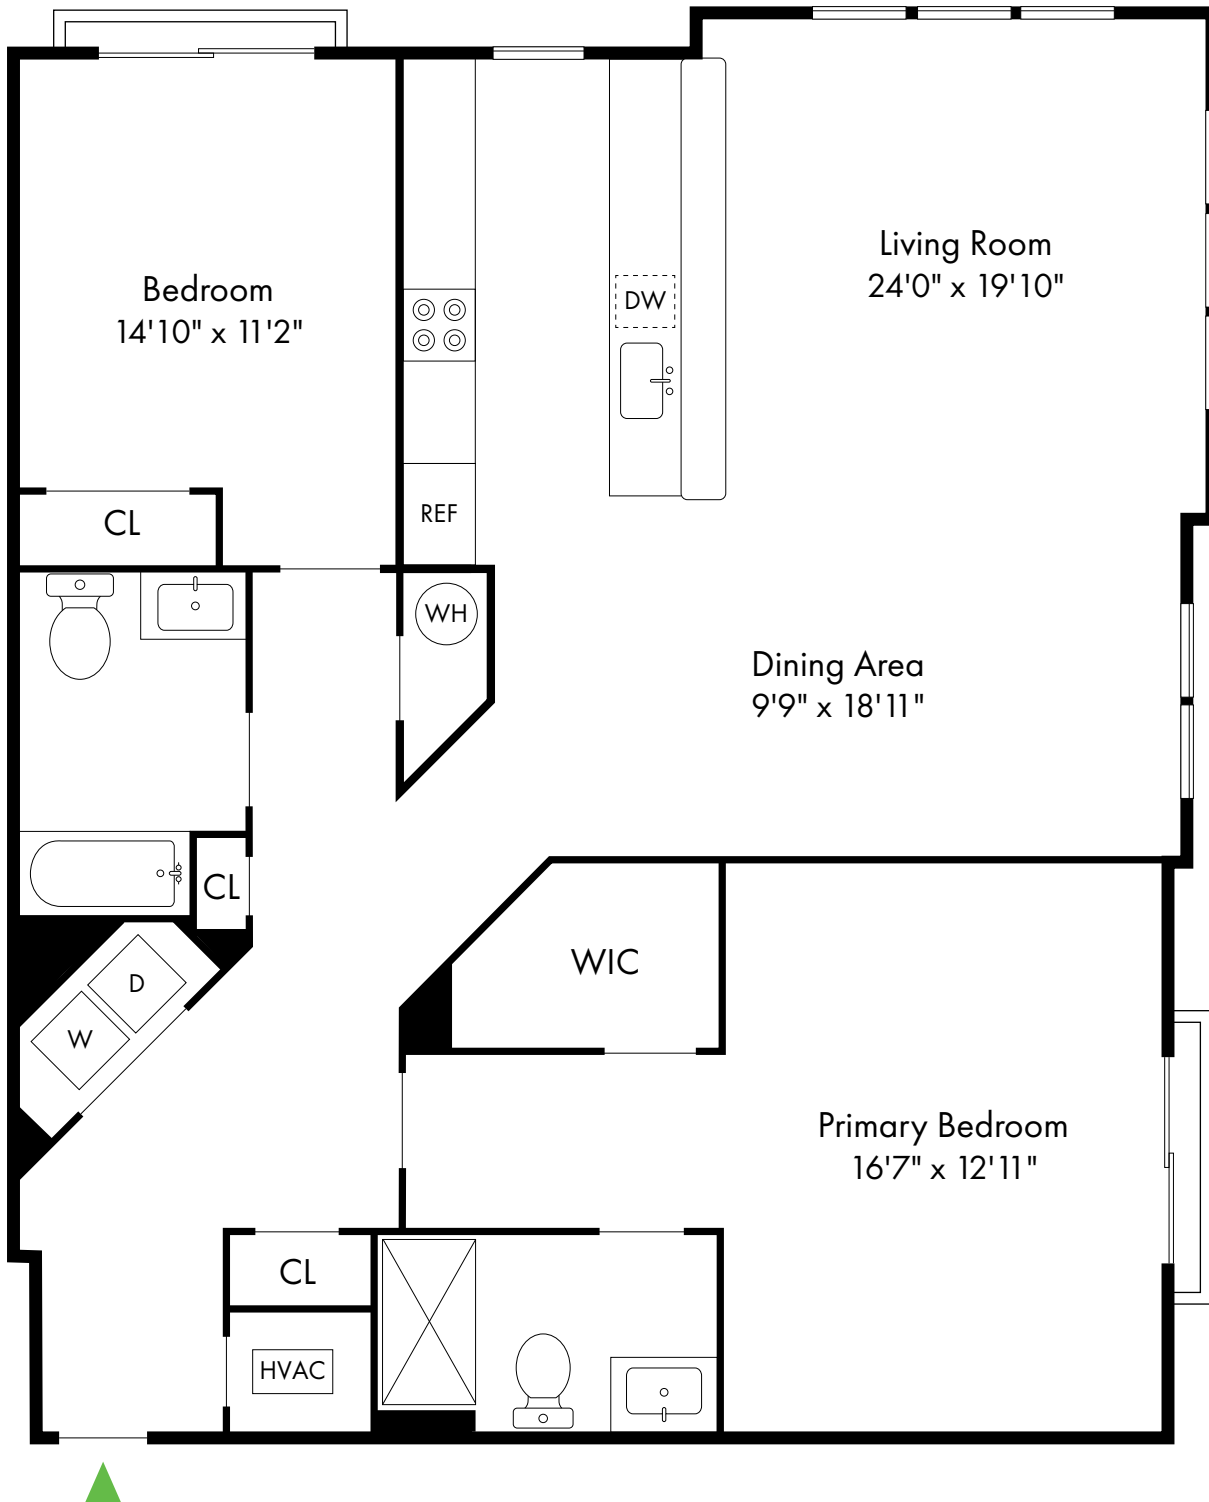 Living Room
24'0" x 19'10"
Bedroom
14'10" x 11'2"
DW
REF
CL
WH
Dining Area
9'9" x 18'11"
CL
WIC
D
W
Primary Bedroom
16'7" x 12'11"
CL
HVAC